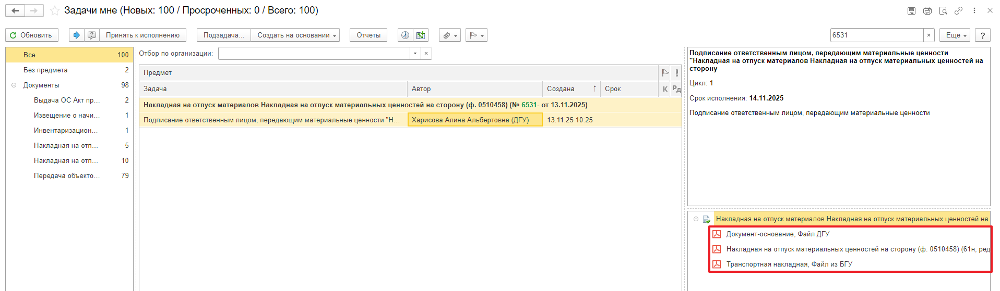 Задачи мне (Новых: 100 / Просроченных: 0 / Всего: 100)
Обновить
Принять к исполнению
Подзадача...
Создать на основании
Отчеты
6531
×
Еще
?
Все 100
Без предмета 2
Документы 98
Выдача ОС Акт пр... 2
Извещение о начи... 1
Инвентаризацион... 1
Накладная на отп... 5
Накладная на отп... 10
Передача объекто... 79
Отбор по организации:
Предмет
Задача Автор Создана ↑ Срок К Рд
Накладная на отпуск материалов Накладная на отпуск материальных ценностей на сторону (ф. 0510458) (№ 6531- от 13.11.2025)
Подписание ответственным лицом, передающим материальные ценности "Н... Харисова Алина Альбертовна (ДГУ) 13.11.25 10:25
Подписание ответственным лицом, передающим материальные ценности
"Накладная на отпуск материалов Накладная на отпуск материальных ценностей на
сторону
Цикл: 1
Срок исполнения: 14.11.2025
Подписание ответственным лицом, передающим материальные ценности
Накладная на отпуск материалов Накладная на отпуск материальных ценностей на
Документ-основание, Файл ДГУ
Накладная на отпуск материальных ценностей на сторону (ф. 0510458) (61н, ред
Транспортная накладная, Файл из БГУ